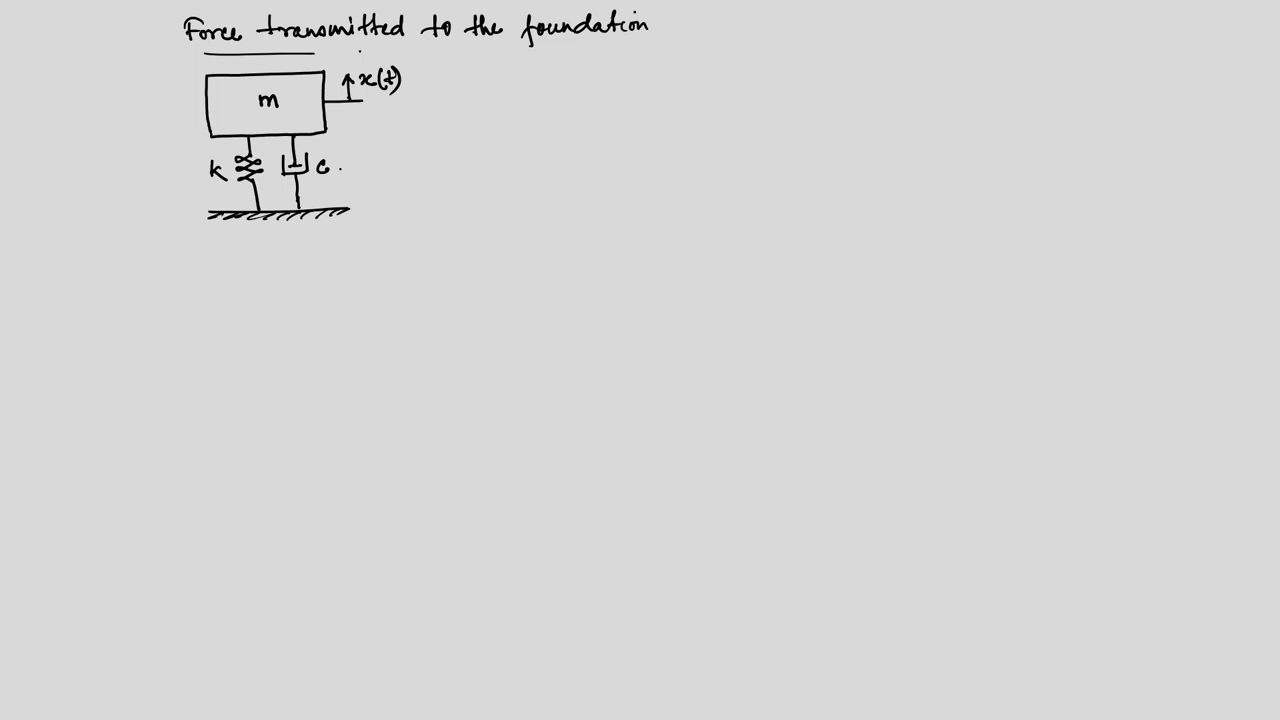 Force transmitted to the foundation
x(t)
m
k c